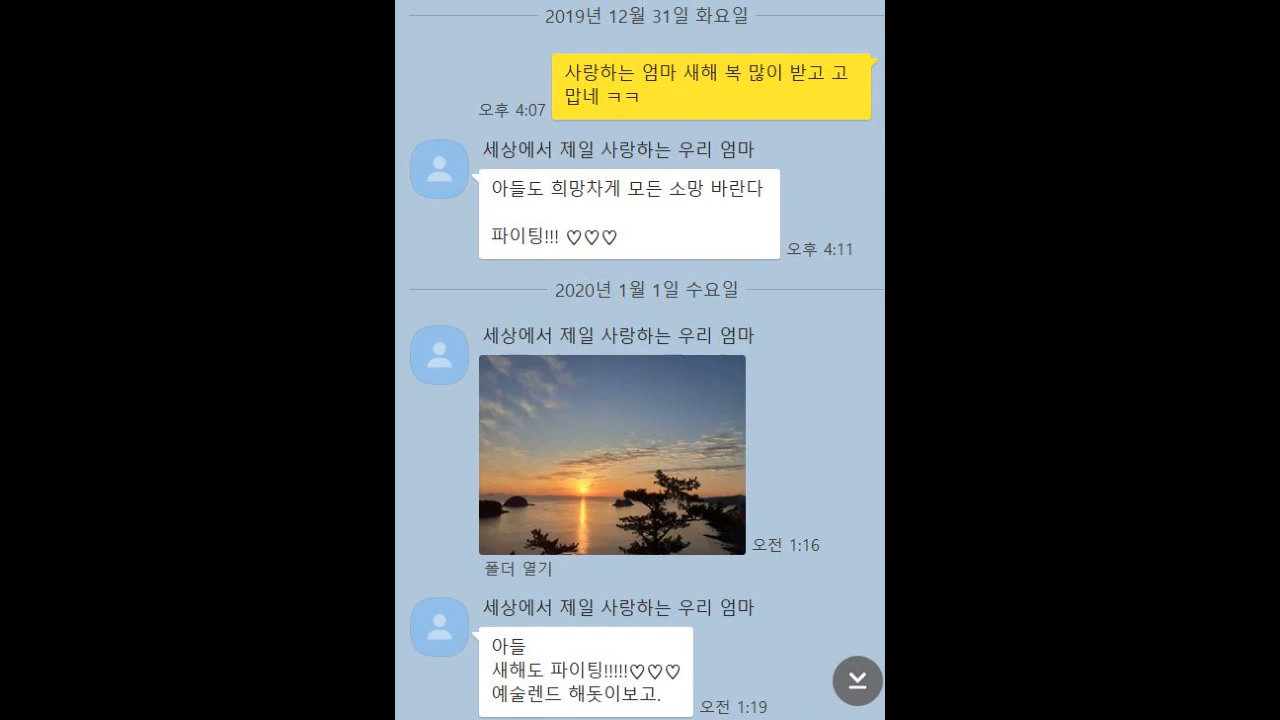 2019년 12월 31일 화요일
사랑하는 엄마 새해 복 많이 받고 고
맙네 ㅋㅋ
오후 4:07
세상에서 제일 사랑하는 우리 엄마
아들도 희망차게 모든 소망 바란다
파이팅!!! ♡♡♡
오후 4:11
2020년 1월 1일 수요일
세상에서 제일 사랑하는 우리 엄마
오전 1:16
폴더 열기
세상에서 제일 사랑하는 우리 엄마
아들
새해도 파이팅!!!!!♡♡♡
예술렌드 해돋이보고.
오전 1:19